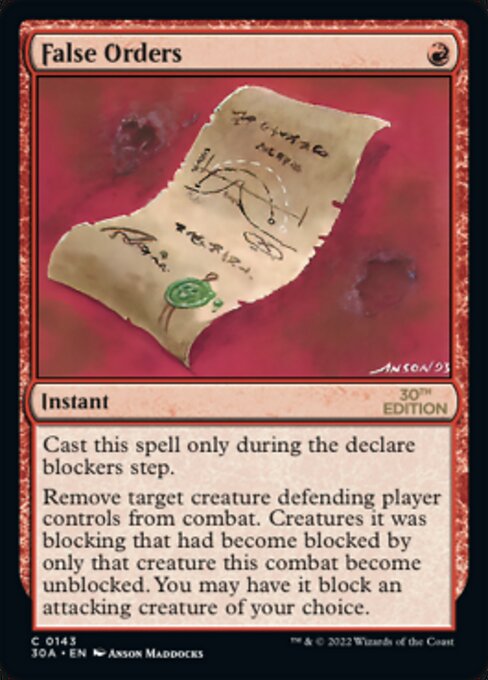 False Orders
ANSON '93
Instant
30TH
EDITION
Cast this spell only during the declare
blockers step.
Remove target creature defending player
controls from combat. Creatures it was
blocking that had become blocked by
only that creature this combat become
unblocked. You may have it block an
attacking creature of your choice.
C 0143
30A • EN Anson Maddocks
™ & © 2022 Wizards of the Coast